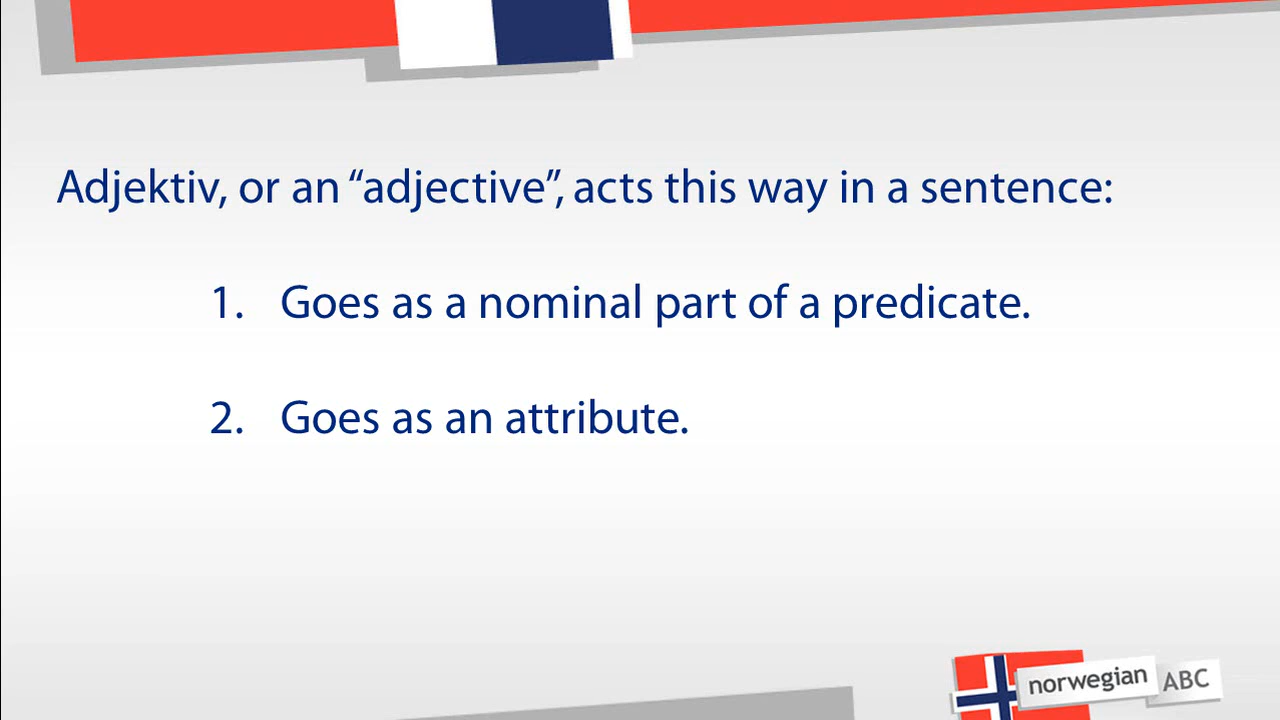 Adjektiv, or an “adjective”, acts this way in a sentence:
1. Goes as a nominal part of a predicate.
2. Goes as an attribute.
norwegian ABC